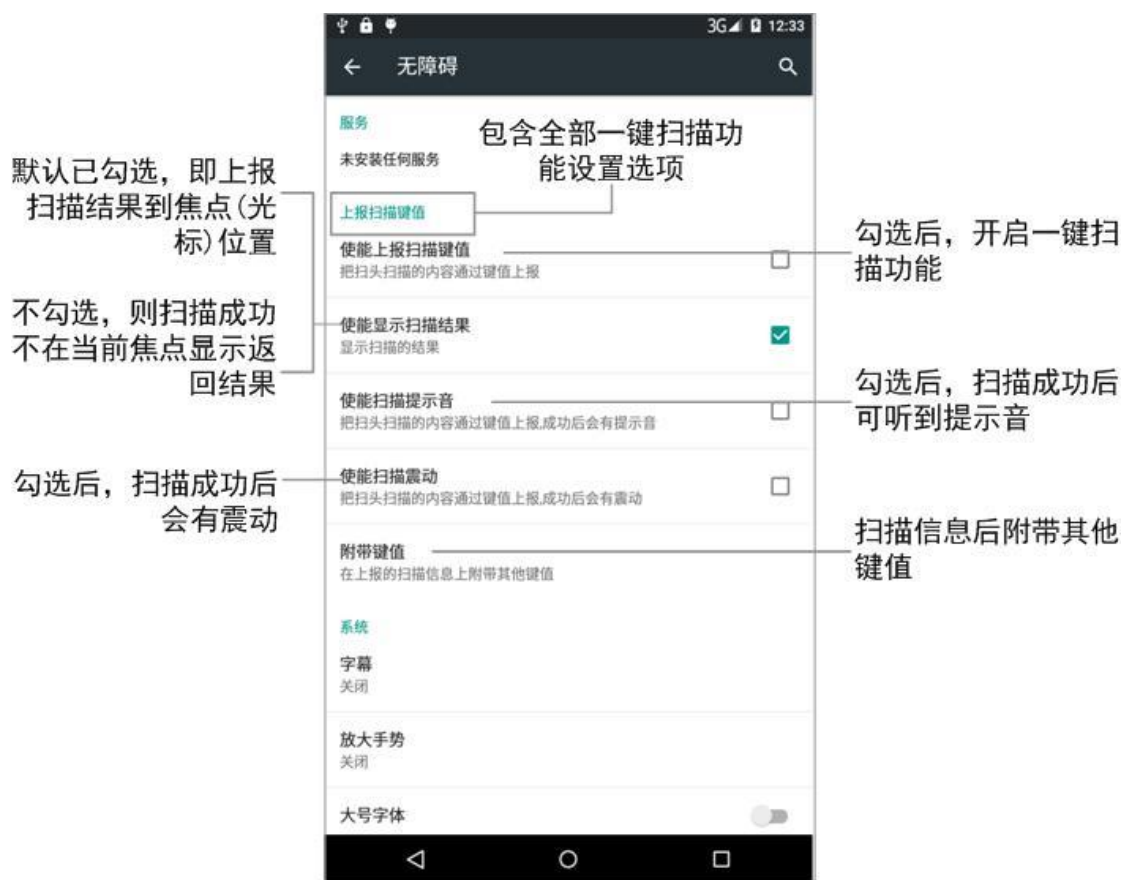 3G 12:33
无障碍
服务
未安装任何服务
包含全部一键扫描功
能设置选项
默认已勾选，即上报
扫描结果到焦点(光
标)位置
上报扫描键值
使能上报扫描键值
把扫头扫描的内容通过键值上报
勾选后，开启一键扫
描功能
不勾选，则扫描成功
不在当前焦点显示返
回结果
使能显示扫描结果
显示扫描的结果
使能扫描提示音
把扫头扫描的内容通过键值上报,成功后会有提示音
勾选后，扫描成功后
可听到提示音
勾选后，扫描成功后
会有震动
使能扫描震动
把扫头扫描的内容通过键值上报,成功后会有震动
附带键值
在上报的扫描信息上附带其他键值
扫描信息后附带其他
键值
系统
字幕
关闭
放大手势
关闭
大号字体